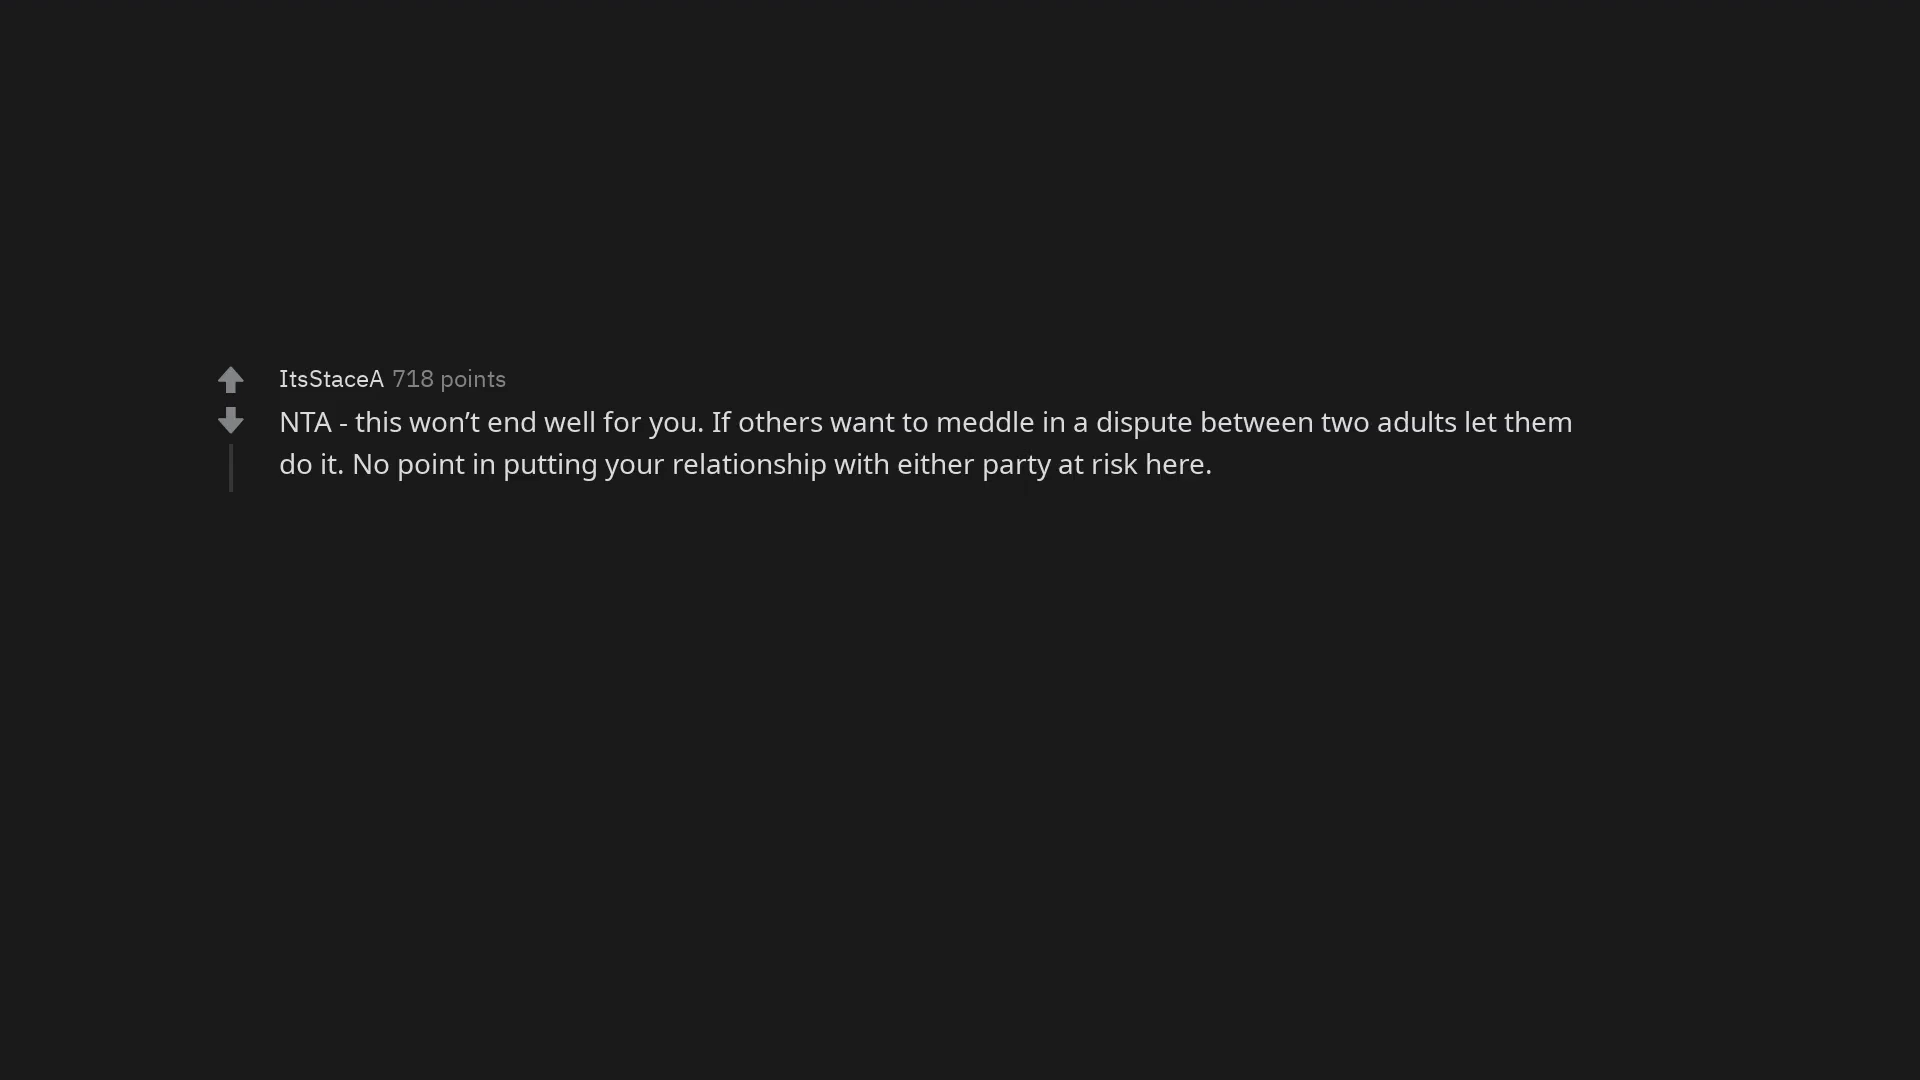 ItsStaceA 718 points
NTA - this won’t end well for you. If others want to meddle in a dispute between two adults let them
do it. No point in putting your relationship with either party at risk here.